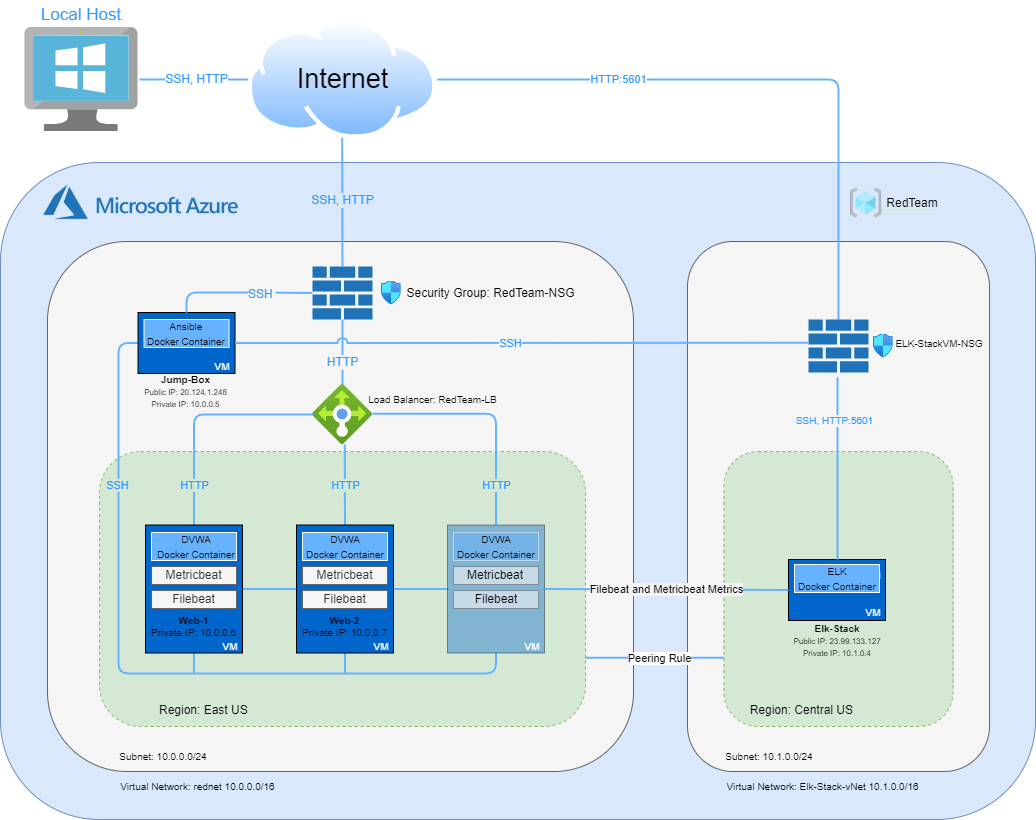 Local Host
SSH, HTTP
Internet
HTTP:5601
SSH, HTTP
Microsoft Azure
RedTeam
SSH
Security Group: RedTeam-NSG
Ansible
Docker Container
VM
Jump-Box
Public IP: 20.124.1.248
Private IP: 10.0.0.5
SSH
ELK-StackVM-NSG
HTTP
Load Balancer: RedTeam-LB
SSH, HTTP:5601
SSH
HTTP
HTTP
HTTP
DVWA
Docker Container
Metricbeat
Filebeat
Web-1
Private IP: 10.0.0.6
VM
DVWA
Docker Container
Metricbeat
Filebeat
Web-2
Private IP: 10.0.0.7
VM
DVWA
Docker Container
Metricbeat
Filebeat
VM
Filebeat and Metricbeat Metrics
ELK
Docker Container
VM
Elk-Stack
Public IP: 23.99.133.127
Private IP: 10.1.0.4
Peering Rule
Region: East US
Region: Central US
Subnet: 10.0.0.0/24
Subnet: 10.1.0.0/24
Virtual Network: rednet 10.0.0.0/16
Virtual Network: Elk-Stack-vNet 10.1.0.0/16